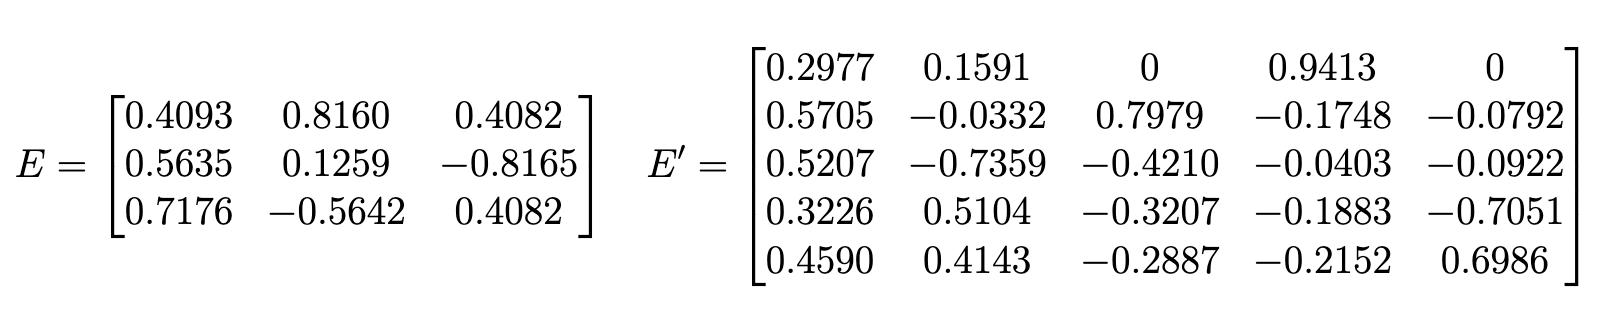 E = [0.4093 0.8160 0.4082
0.5635 0.1259 −0.8165
0.7176 −0.5642 0.4082]
E′ = [0.2977 0.1591 0 0.9413 0
0.5705 −0.0332 0.7979 −0.1748 −0.0792
0.5207 −0.7359 −0.4210 −0.0403 −0.0922
0.3226 0.5104 −0.3207 −0.1883 −0.7051
0.4590 0.4143 −0.2887 −0.2152 0.6986]